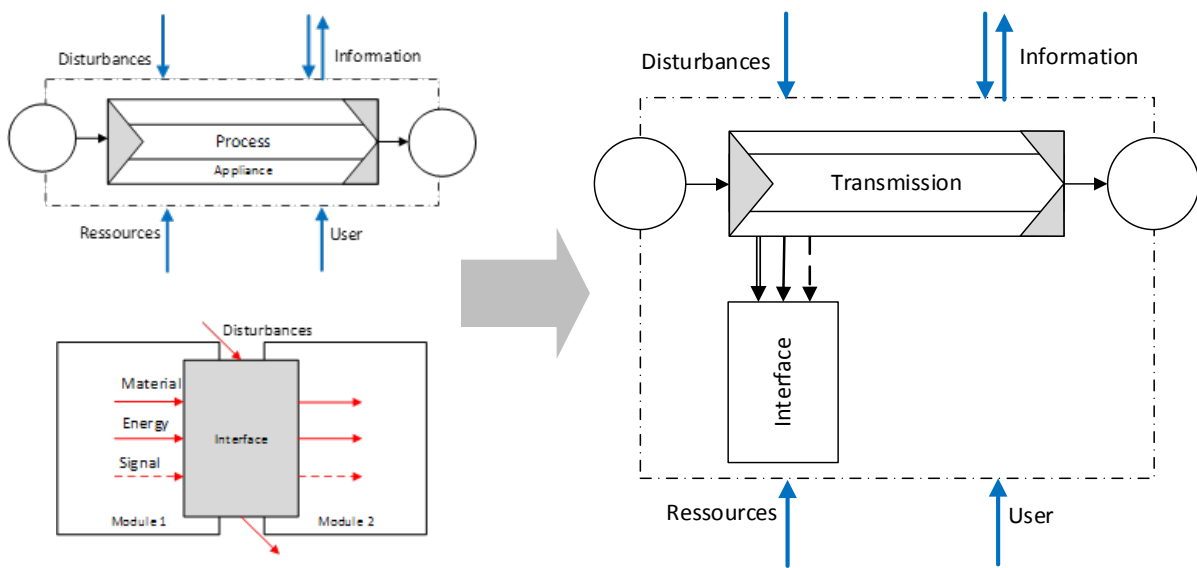 Disturbances
Information
Process
Appliance
Ressources
User
Disturbances
Material
Energy
Signal
Interface
Module 1
Module 2
Disturbances
Information
Transmission
Interface
Ressources
User